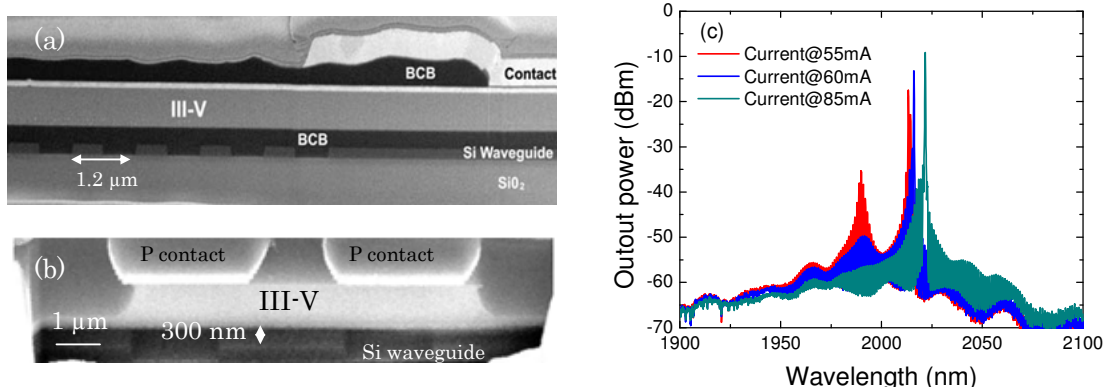 (a)
BCB
Contact
III-V
BCB
Si Waveguide
1.2 µm
SiO₂
(b)
P contact
P contact
III-V
1 µm
300 nm
Si waveguide
(c)
Current@55mA
Current@60mA
Current@85mA
Outout power (dBm)
0
-10
-20
-30
-40
-50
-60
-70
1900
1950
2000
2050
2100
Wavelength (nm)